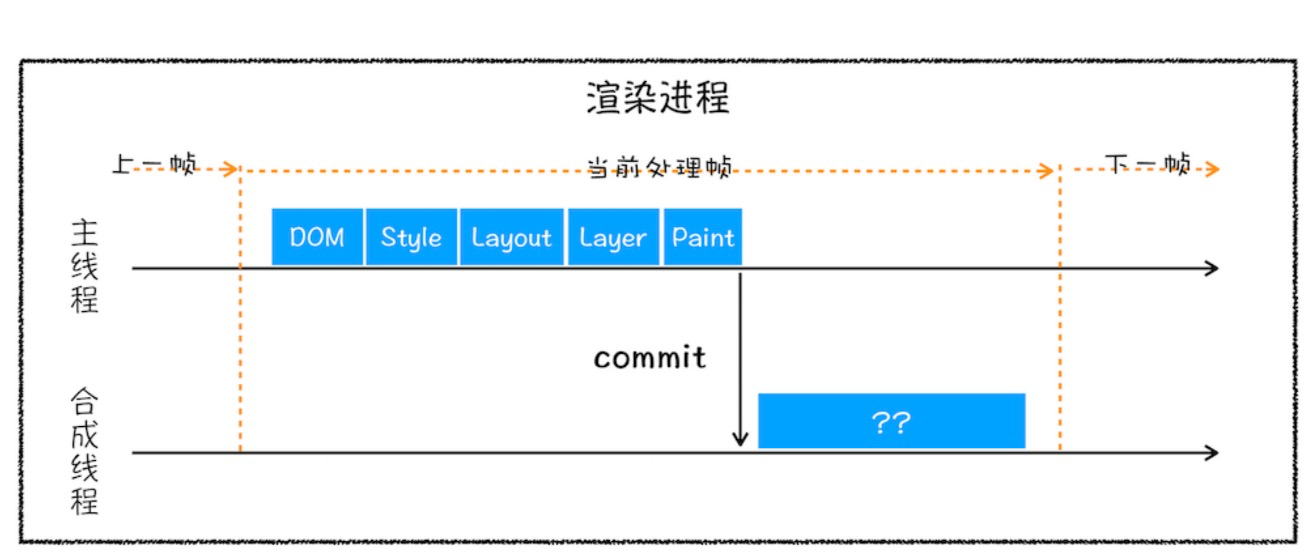 渲染进程
上一帧
当前处理帧
下一帧
主线程
DOM
Style
Layout
Layer
Paint
commit
合成线程
??